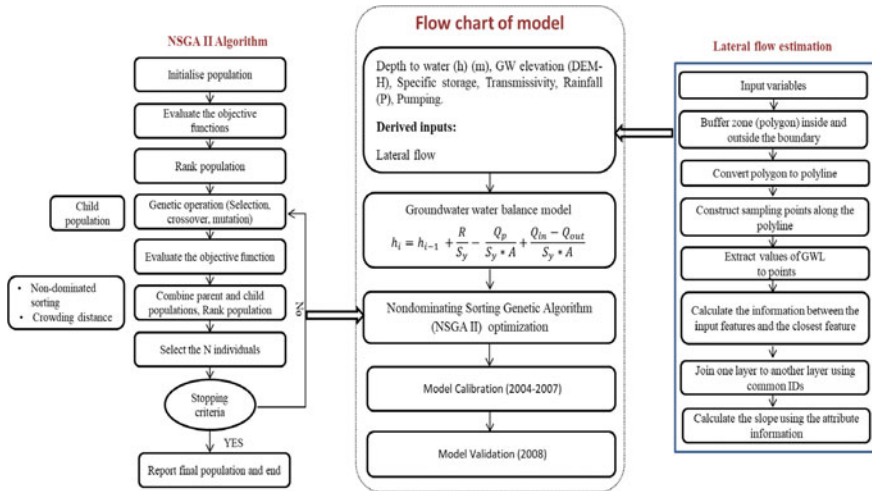 NSGA II Algorithm
Initialise population
Evaluate the objective
functions
Rank population
Child
population
Genetic operation (Selection,
crossover, mutation)
Evaluate the objective function
• Non-dominated
sorting
• Crowding distance
Combine parent and child
populations, Rank population
Select the N individuals
Stopping
criteria
No
YES
Report final population and end
Flow chart of model
Depth to water (h) (m), GW elevation (DEM-
H), Specific storage, Transmissivity, Rainfall
(P), Pumping.
Derived inputs:
Lateral flow
Groundwater water balance model
h_i = h_{i-1} + \frac{R}{S_y} - \frac{Q_p}{S_y * A} + \frac{Q_{in} - Q_{out}}{S_y * A}
Nondominating Sorting Genetic Algorithm
(NSGA II) optimization
Model Calibration (2004-2007)
Model Validation (2008)
Lateral flow estimation
Input variables
Buffer zone (polygon) inside and
outside the boundary
Convert polygon to polyline
Construct sampling points along the
polyline
Extract values of GWL
to points
Calculate the information between the
input features and the closest feature
Join one layer to another layer using
common IDs
Calculate the slope using the attribute
information